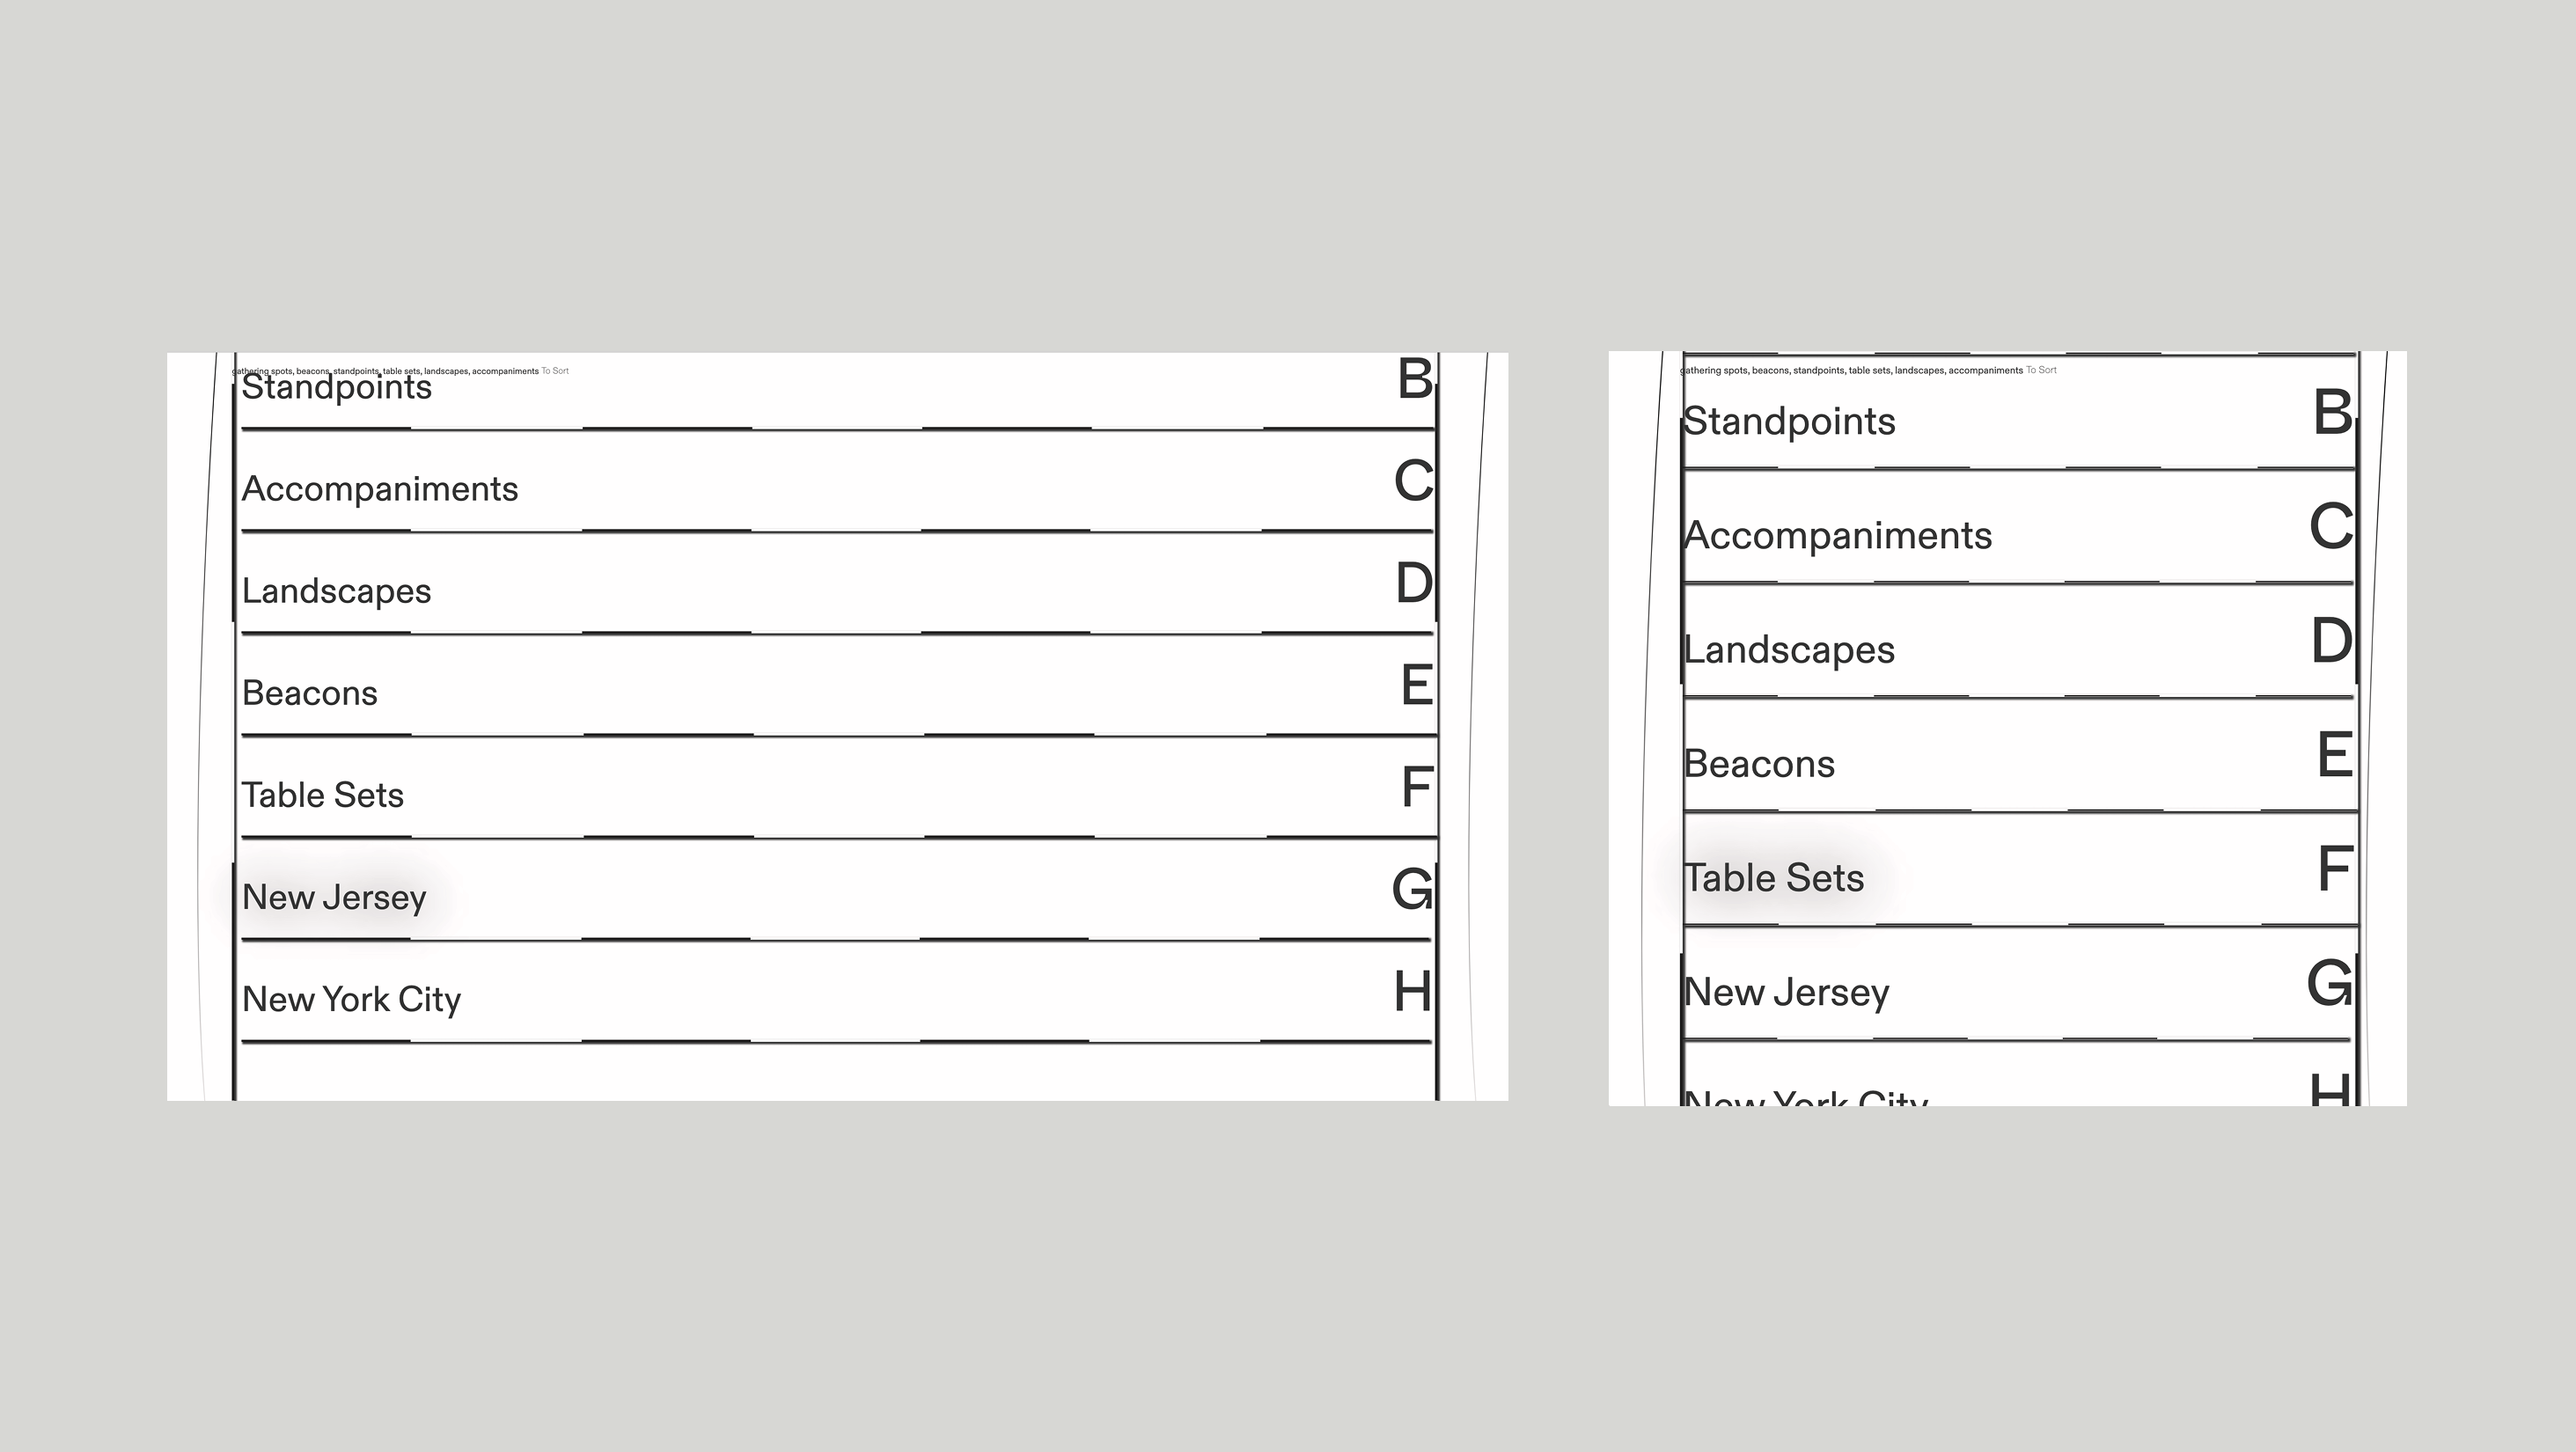 gathering spots, beacons, standpoints, table sets, landscapes, accompaniments To Sort
Standpoints B
Accompaniments C
Landscapes D
Beacons E
Table Sets F
New Jersey G
New York City H
gathering spots, beacons, standpoints, table sets, landscapes, accompaniments To Sort
Standpoints B
Accompaniments C
Landscapes D
Beacons E
Table Sets F
New Jersey G
New York City H